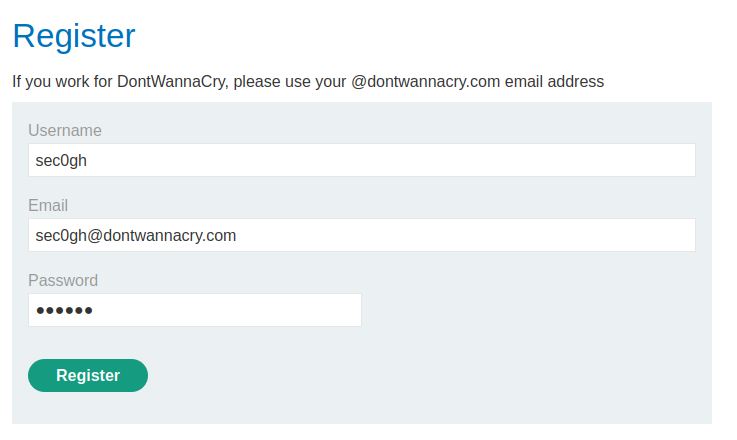 Register
If you work for DontWannaCry, please use your @dontwannacry.com email address
Username
sec0gh
Email
sec0gh@dontwannacry.com
Password
●●●●●●
Register